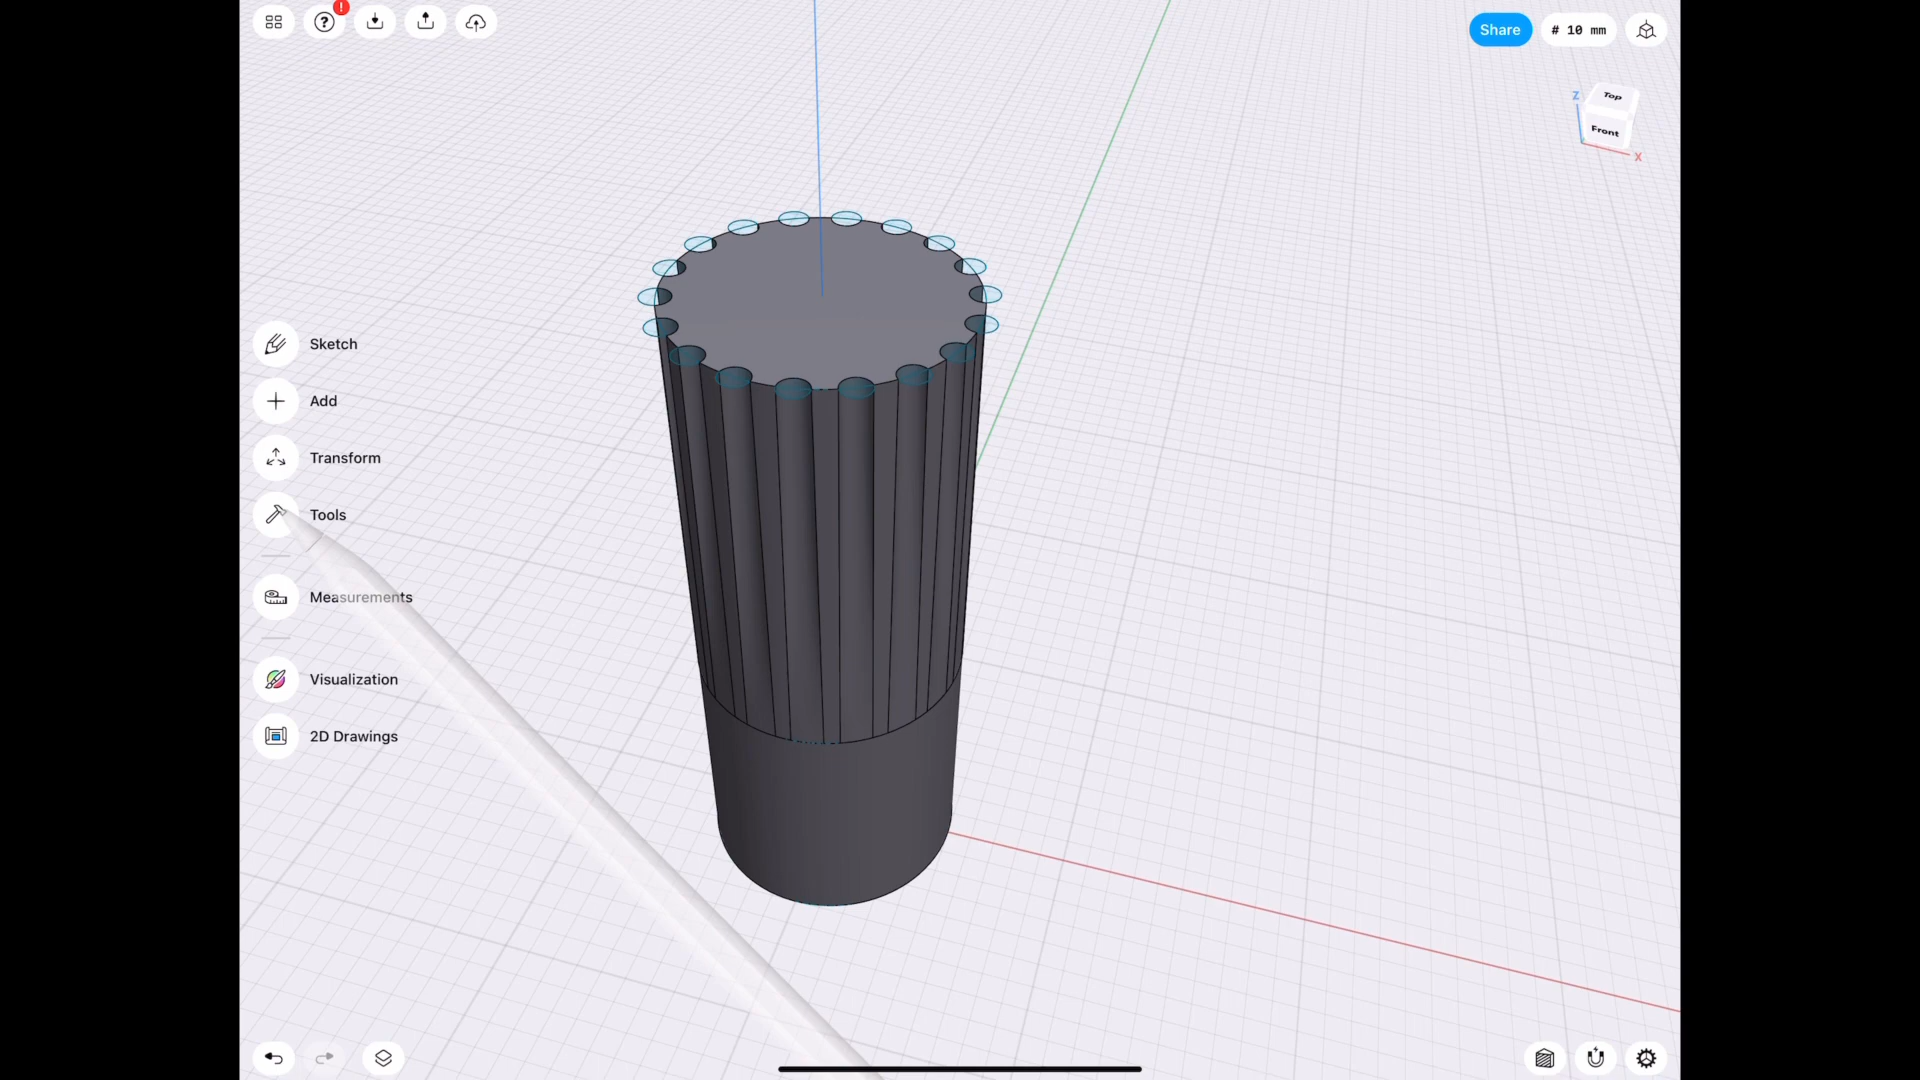 !
?
Share
# 10 mm
Top
Z
Front
X
Sketch
Add
Transform
Tools
Measurements
Visualization
2D Drawings